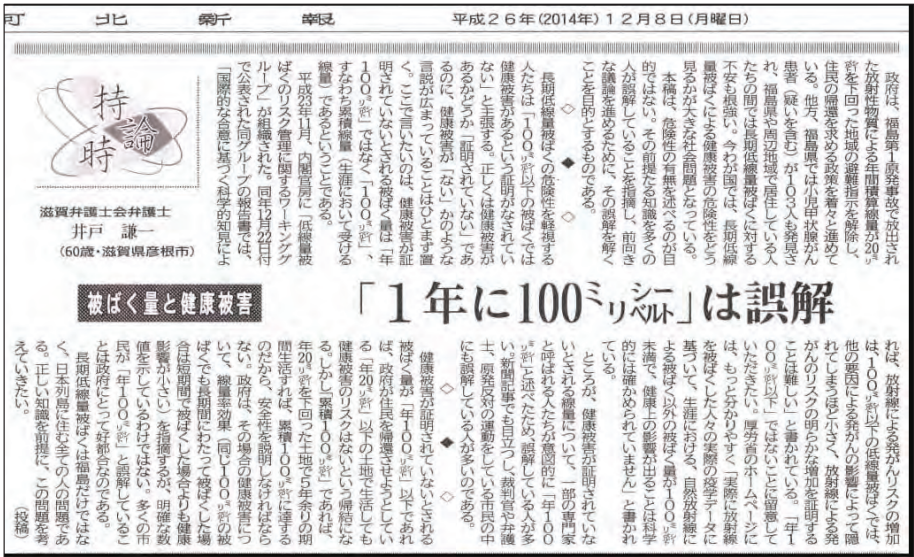 可北新報
平成26年(2014年)12月8日(月曜日)
政府は、福島第1原発事故で放出され
た放射性物質による年間積算線量が20㍉
シーベルトを下回った地域の避難指示を解除し、
住民の帰還を求める政策を着々と進めて
いる。他方、福島県では小児甲状腺がん
患者(疑いを含む)が103人も発見さ
れ、福島県や周辺地域で居住している人
たちの間では長期低線量被ばくに対する
不安も根強い。今わが国では、長期低線
量被ばくによる健康被害の危険性をどう
見るかが大きな社会問題となっている。
本稿は、危険性の有無を述べるのが目
的ではない。その前提たる知識を多くの
人が誤解していることを指摘し、前向き
な議論を進めるために、その誤解を解く
ことを目的とするものである。
◇ ◆ ◇
長期低線量被ばくの危険性を軽視する
人たちは「100ミリシーベルト以下の被ばくでは
健康被害があるという証明がなされてい
ない」と主張する。正しくは健康被害が
あるかどうか「証明されていない」であ
るのに、健康被害が「ない」かのような
言説が広まっていることはひとまず置
く。ここで言いたいのは、健康被害が証
明されていないとされる被ばく量は「年
100ミリシーベルト」ではなく「100ミリシーベルト」、
すなわち累積線量(生涯において受ける
線量)であるということである。
平成23年11月、内閣官房に「低線量被
ばくのリスク管理に関するワーキンググ
ループ」が組織された。同年12月22日付
で公表された同グループの報告書では、
「国際的な合意に基づく科学的知見によ
持論時論
滋賀弁護士会弁護士
井戸 謙一
(60歳・滋賀県彦根市)
「1年に100ミリシーベルト」は誤解
被ばく量と健康被害
れば、放射線による発がんリスクの増加
は、100ミリシーベルト以下の低線量被ばくでは、
他の要因による発がんの影響によって隠
れてしまうほど小さく、放射線による発
がんのリスクの明らかな増加を証明する
ことは難しい」と書かれている。「年1
00ミリシーベルト以下」ではないことに留意して
いただきたい。厚労省のホームページに
は、もっと分かりやすく「実際に放射線
を被ばくした人々の実際の疫学データに
基づいて、生涯における、自然放射線に
よる被ばく以外の被ばく量が100ミリシーベルト
未満で、健康上の影響が出ることは科学
的には確かめられていません」と書かれ
ている。
ところが、健康被害が証明されていな
いとされる線量について、一部の専門家
と呼ばれる人たちが意図的に「年100
ミリシーベルト」と述べたため、誤解している人が多
い。新聞記事でも目立つし、裁判官や弁護
士、原発反対の運動をしている市民の中
にも誤解している人が多いのである。
◇ ◆ ◇
健康被害が証明されていないとされる
被ばく量が「年100ミリシーベルト」以下であれ
ば、政府が住民を帰還させようとしてい
る「年20ミリシーベルト」以下の土地で生活しても
健康被害のリスクはないという帰結にな
る。しかし「累積100ミリシーベルト」であれば、
年20ミリシーベルトを下回った土地でも5年余りの期
間生活すれば、累積100ミリシーベルトに達する
のだから、安全性を説明しなければなら
ない。政府は、その場合の健康被害につ
いて、線量率効果(同じ100ミリシーベルトの被
ばくでも長期間にわたって被ばくした場
合は短期間で被ばくした場合よりも健康
影響が小さい)を指摘するが、明確な数
値を示しているわけではない。多くの市
民が「年100ミリシーベルト」と誤解しているこ
とは政府にとって好都合なのである。
長期低線量被ばくは福島だけではな
く、日本列島に住む全ての人の問題であ
る。正しい知識を前提に、この問題を考
えていきたい。
(投稿)